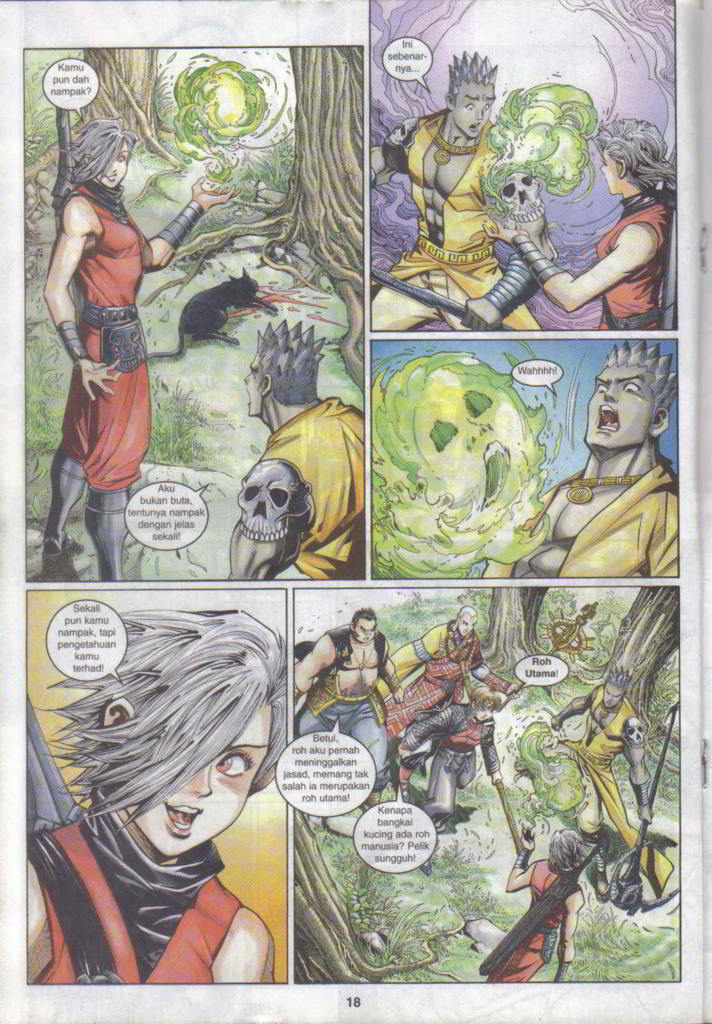 Kamu
pun dah
nampak?
Aku
bukan buta,
tentunya nampak
dengan jelas
sekali!
Ini
sebenar-
nya...
Wahhhh!
Sekali
pun kamu
nampak, tapi
pengetahuan
kamu
terhad!
Roh
Utama!
Betul,
roh aku pernah
meninggalkan
jasad, memang tak
salah ia merupakan
roh utama!
Kenapa
bangkai
kucing ada roh
manusia? Pelik
sungguh!
18